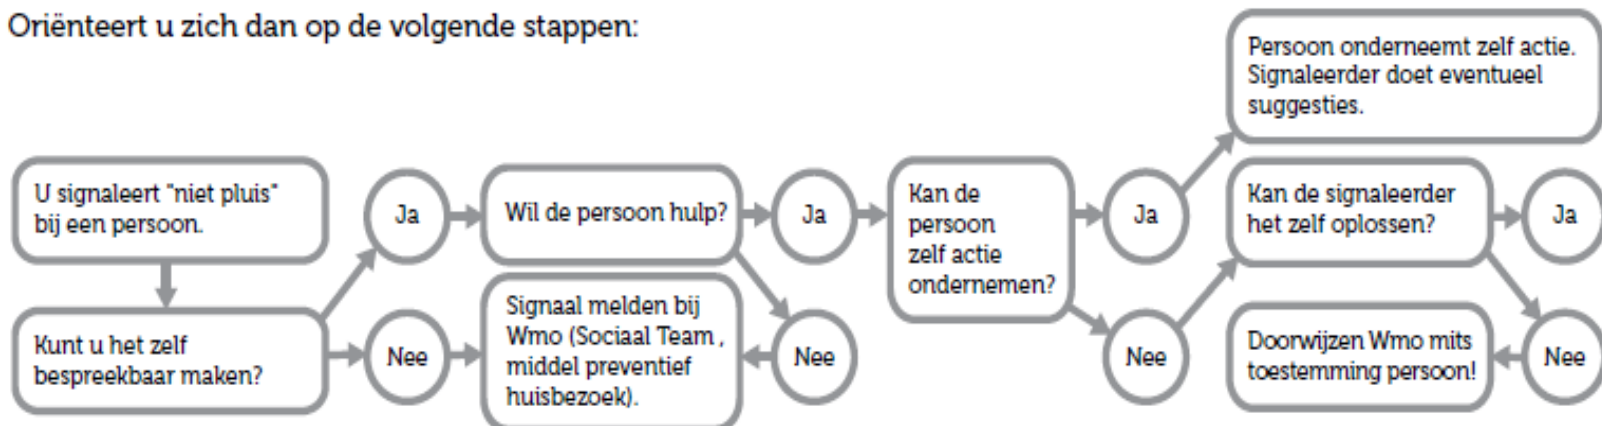 Oriënteert u zich dan op de volgende stappen:
U signaleert "niet pluis"
bij een persoon.
Kunt u het zelf
bespreekbaar maken?
Ja
Nee
Wil de persoon hulp?
Signaal melden bij
Wmo (Sociaal Team ,
middel preventief
huisbezoek).
Ja
Nee
Kan de
persoon
zelf actie
ondernemen?
Ja
Nee
Persoon onderneemt zelf actie.
Signaleerder doet eventueel
suggesties.
Kan de signaleerder
het zelf oplossen?
Doorwijzen Wmo mits
toestemming persoon!
Ja
Nee